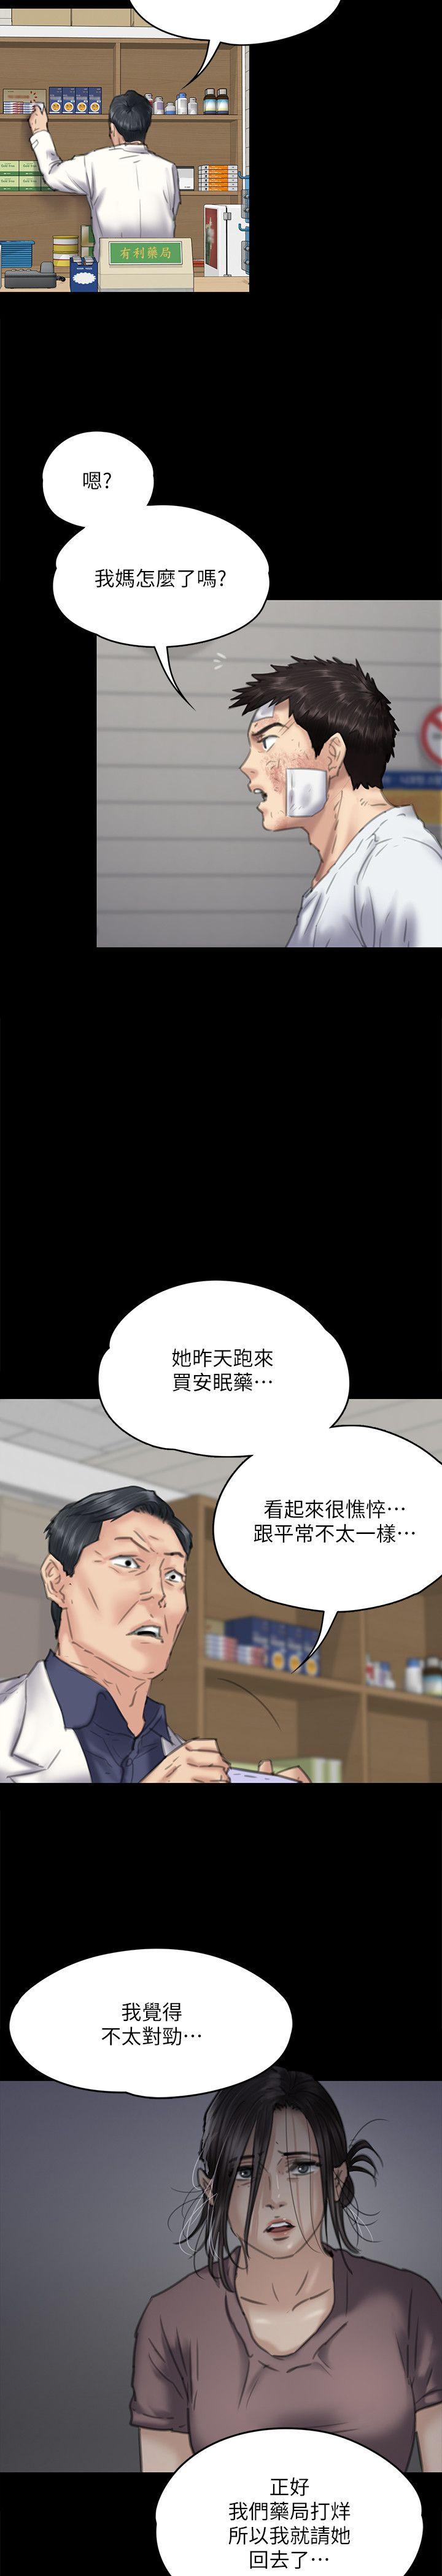 有利藥局
嗯?
我媽怎麼了嗎?
她昨天跑來
買安眠藥⋯
看起來很憔悴⋯
跟平常不太一樣⋯
我覺得
不太對勁⋯
正好
我們藥局打烊
所以我就請她
回去了⋯